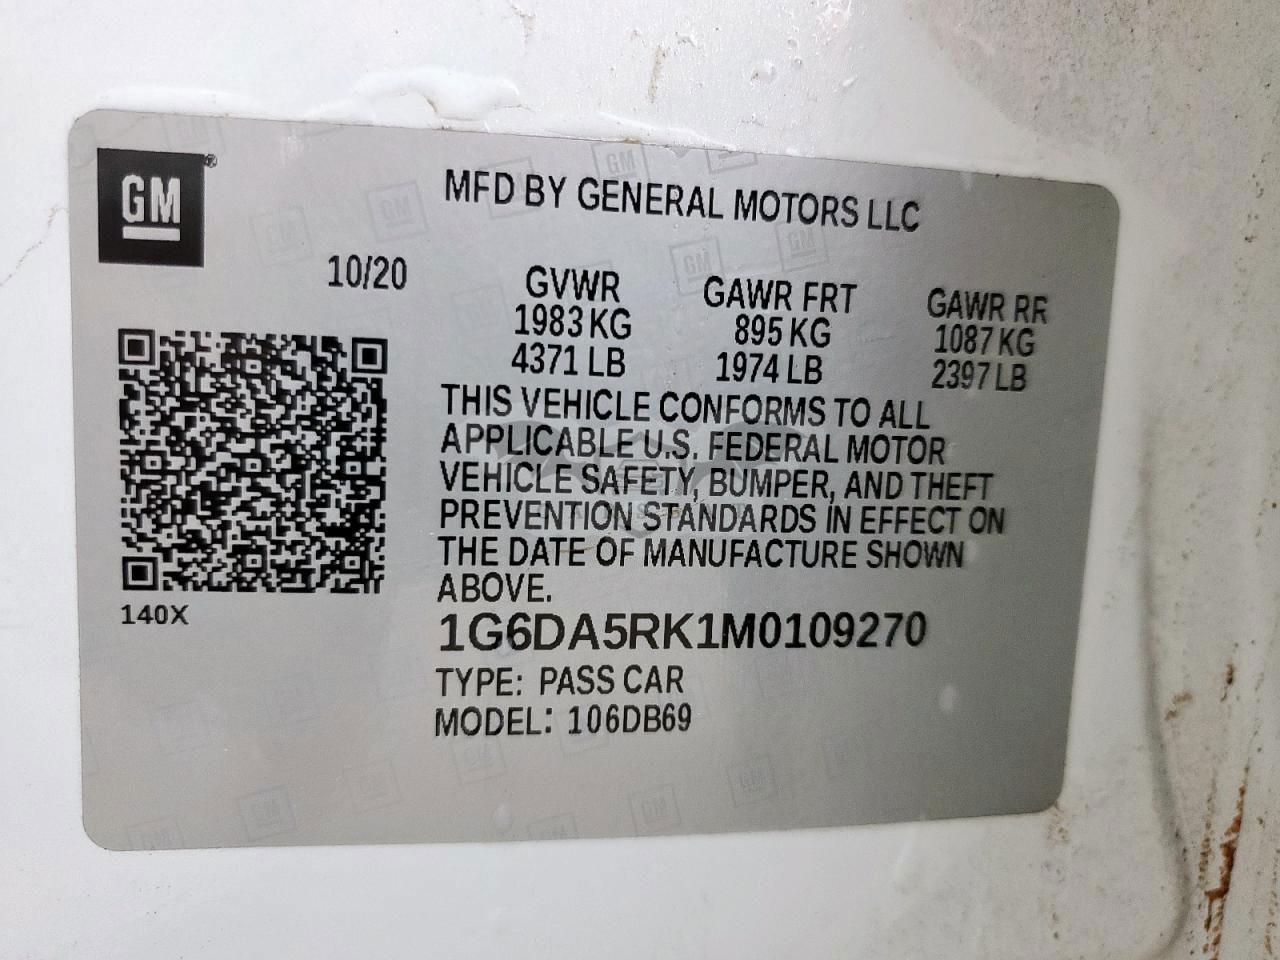 GM
MFD BY GENERAL MOTORS LLC
10/20
GVWR GAWR FRT GAWR RR
1983 KG 895 KG 1087 KG
4371 LB 1974 LB 2397 LB
THIS VEHICLE CONFORMS TO ALL
APPLICABLE U.S. FEDERAL MOTOR
VEHICLE SAFETY, BUMPER, AND THEFT
PREVENTION STANDARDS IN EFFECT ON
THE DATE OF MANUFACTURE SHOWN
ABOVE.
140X
1G6DA5RK1M0109270
TYPE: PASS CAR
MODEL: 106DB69